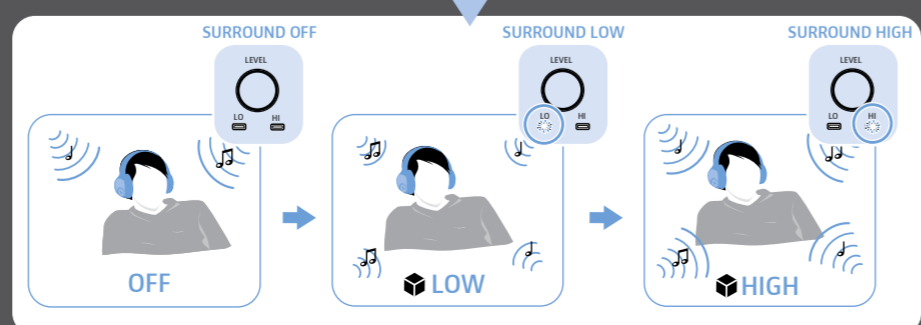 SURROUND OFF
LEVEL
LO HI
OFF
SURROUND LOW
LEVEL
LO HI
LOW
SURROUND HIGH
LEVEL
LO HI
HIGH